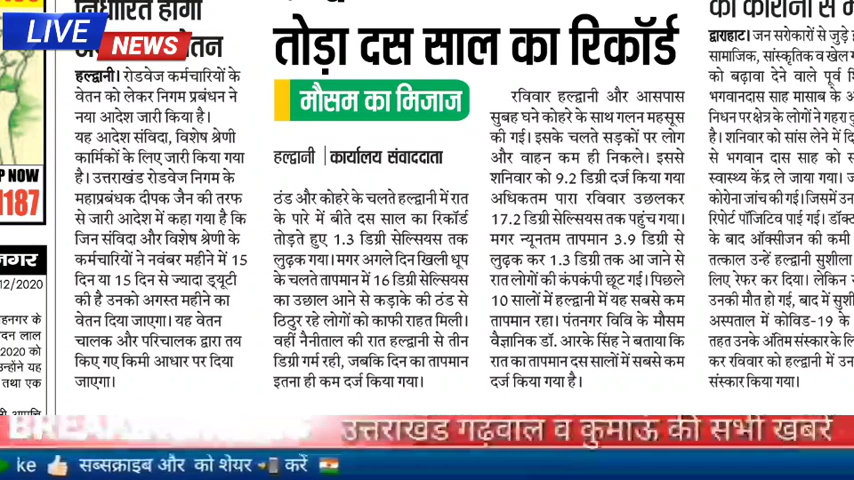 LIVE
NEWS
निर्धारित होगा
वेतन
हल्द्वानी। रोडवेज कर्मचारियों के
वेतन को लेकर निगम प्रबंधन ने
नया आदेश जारी किया है।
यह आदेश संविदा, विशेष श्रेणी
कार्मिकों के लिए जारी किया गया
है। उत्तराखंड रोडवेज निगम के
महाप्रबंधक दीपक जैन की तरफ
से जारी आदेश में कहा गया है कि
जिन संविदा और विशेष श्रेणी के
कर्मचारियों ने नवंबर महीने में 15
दिन या 15 दिन से ज्यादा ड्यूटी
की है उनको अगस्त महीने का
वेतन दिया जाएगा। यह वेतन
चालक और परिचालक द्वारा तय
किए गए किमी आधार पर दिया
जाएगा।
तोड़ा दस साल का रिकॉर्ड
मौसम का मिजाज
हल्द्वानी | कार्यालय संवाददाता
ठंड और कोहरे के चलते हल्द्वानी में रात
के पारे में बीते दस साल का रिकॉर्ड
तोड़ते हुए 1.3 डिग्री सेल्सियस तक
लुढ़क गया। मगर अगले दिन खिली धूप
के चलते तापमान में 16 डिग्री सेल्सियस
का उछाल आने से कड़ाके की ठंड से
ठिठुर रहे लोगों को काफी राहत मिली।
वहीं नैनीताल की रात हल्द्वानी से तीन
डिग्री गर्म रही, जबकि दिन का तापमान
इतना ही कम दर्ज किया गया।
रविवार हल्द्वानी और आसपास
सुबह घने कोहरे के साथ गलन महसूस
की गई। इसके चलते सड़कों पर लोग
और वाहन कम ही निकले। इससे
शनिवार को 9.2 डिग्री दर्ज किया गया
अधिकतम पारा रविवार उछलकर
17.2 डिग्री सेल्सियस तक पहुंच गया।
मगर न्यूनतम तापमान 3.9 डिग्री से
लुढ़क कर 1.3 डिग्री तक आ जाने से
रात लोगों की कंपकंपी छूट गई। पिछले
10 सालों में हल्द्वानी में यह सबसे कम
तापमान रहा। पंतनगर विवि के मौसम
वैज्ञानिक डॉ. आरके सिंह ने बताया कि
रात का तापमान दस सालों में सबसे कम
दर्ज किया गया है।
की कोरोना से
द्वाराहाट। जन सरोकारों से जुड़े
सामाजिक, सांस्कृतिक व खेल
को बढ़ावा देने वाले पूर्व
भगवानदास साह मासाब के
निधन पर क्षेत्र के लोगों ने गहरा
है। शनिवार को सांस लेने में
से भगवान दास साह को
स्वास्थ्य केंद्र ले जाया गया।
कोरोना जांच की गई। जिसमें
रिपोर्ट पॉजिटिव पाई गई।
के बाद ऑक्सीजन की कमी
तत्काल उन्हें हल्द्वानी सुशीला
लिए रेफर कर दिया। लेकिन
उनकी मौत हो गई, बाद में
अस्पताल में कोविड-19 के
तहत उनके अंतिम संस्कार के
कर रविवार को हल्द्वानी में
संस्कार किया गया।
NOW
1187
नगर
12/2020
के
लाल
2020 को
यह
तथा एक
उत्तराखंड गढ़वाल व कुमाऊं की सभी खबरें
ke 👍 सब्सक्राइब और को शेयर 📲 करें 🇮🇳